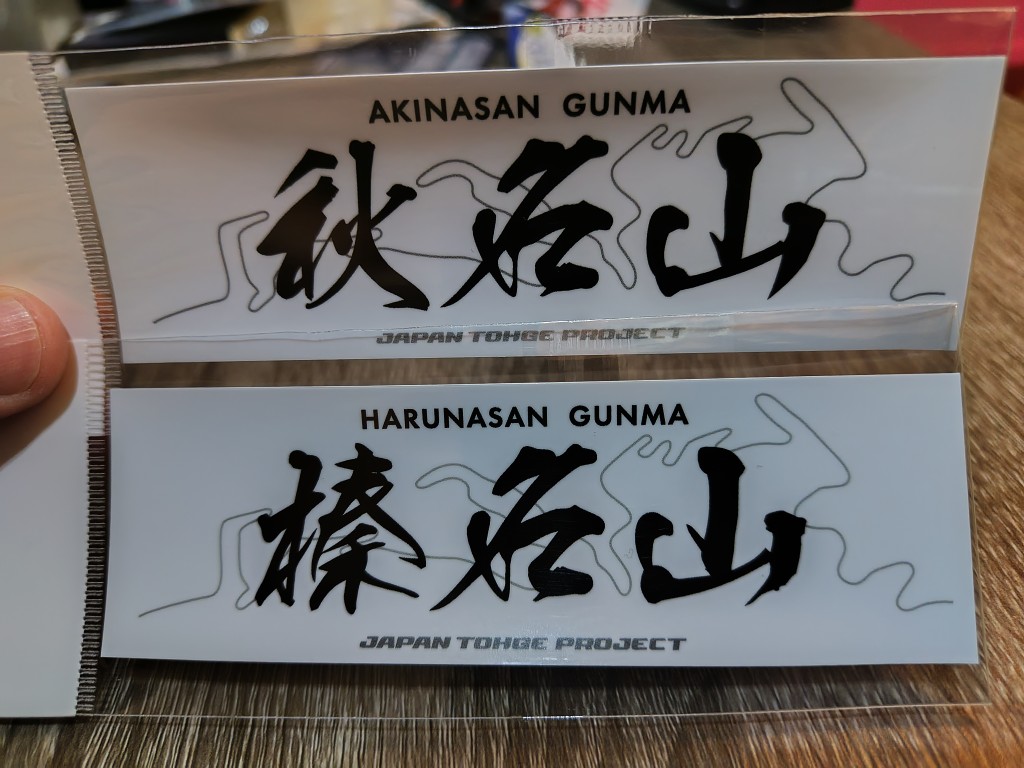 AKINASAN GUNMA
秋名山
JAPAN TOHGE PROJECT
HARUNASAN GUNMA
榛名山
JAPAN TOHGE PROJECT